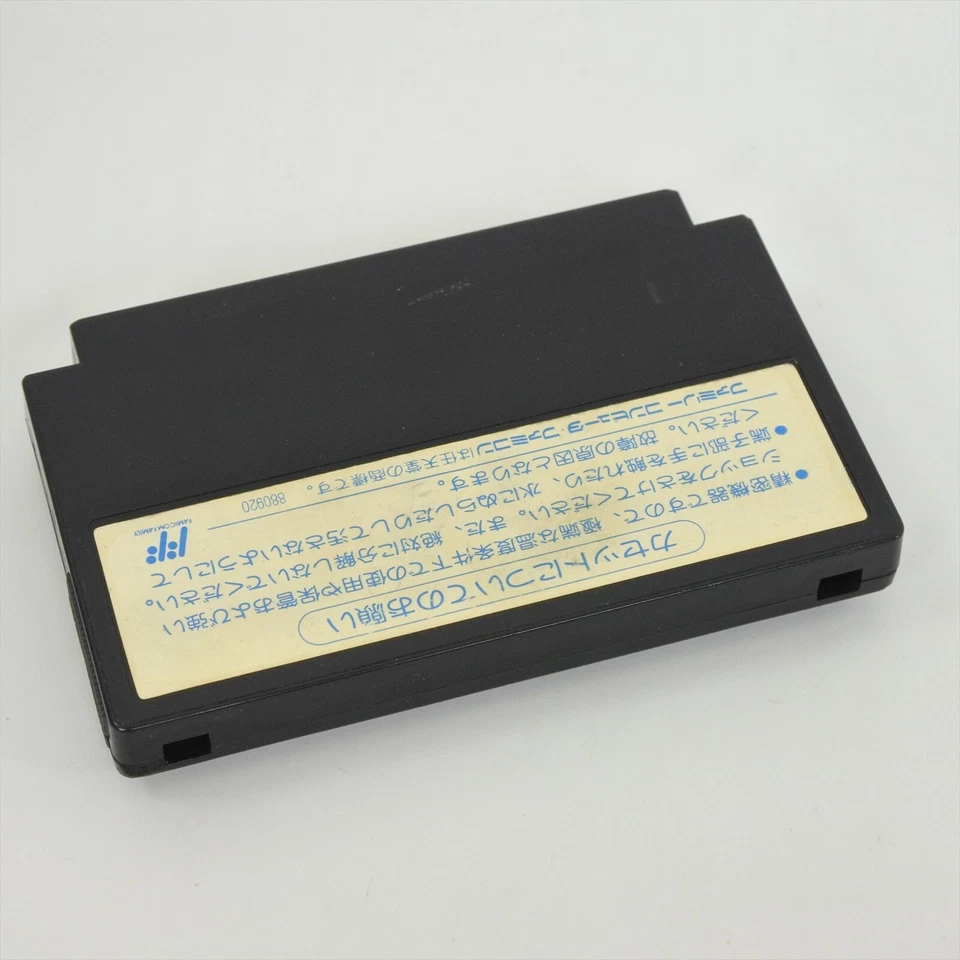 カセットについてのお願い
●精密機器ですので、極端な温度条件下での使用や保管および強い
ショックをさけてください。また、絶対に分解しないでください。
●端子部に手を触れたり、水にぬらしたりして汚さないようにして
ください。故障の原因となります。
ファミリーコンピュータ・ファミコンは任天堂の商標です。
880920
FAMICOM FAMILY